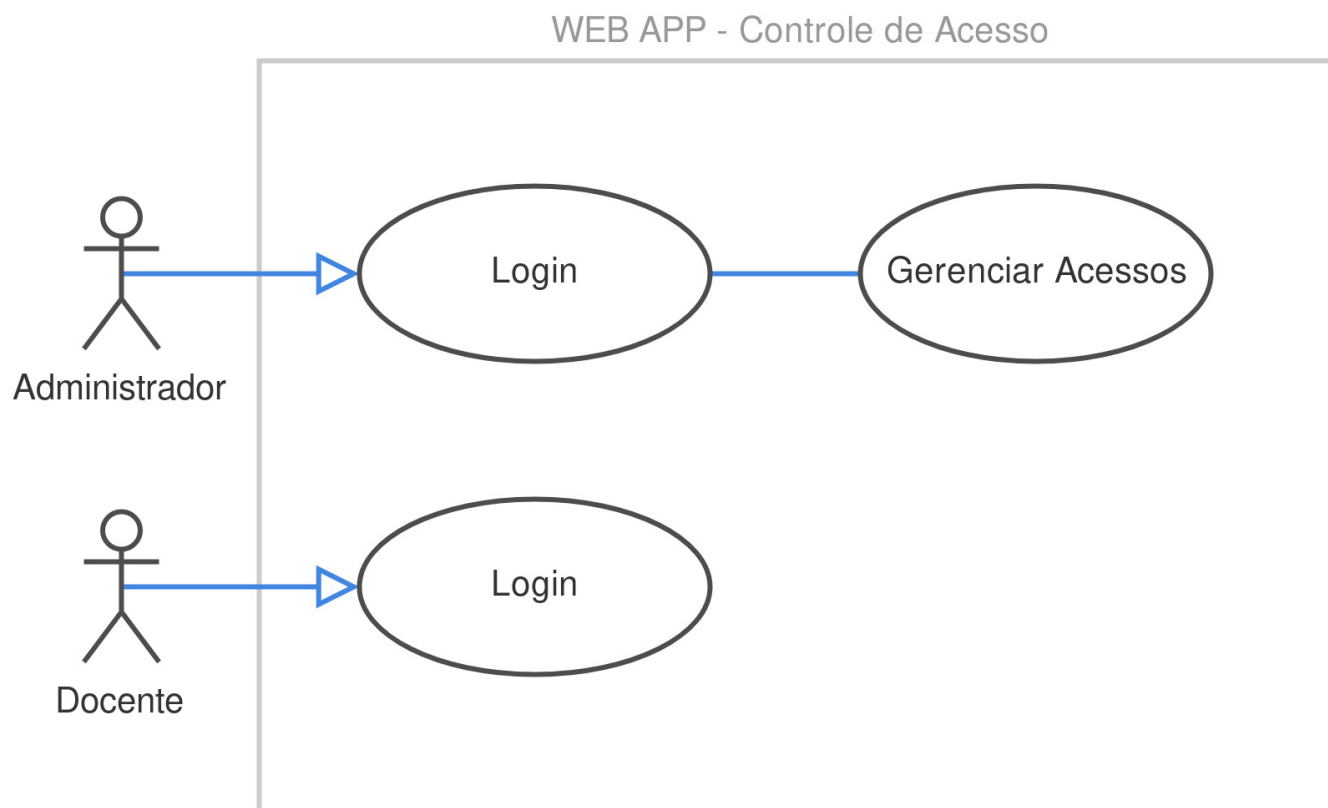 WEB APP - Controle de Acesso
Login
Gerenciar Acessos
Administrador
Login
Docente